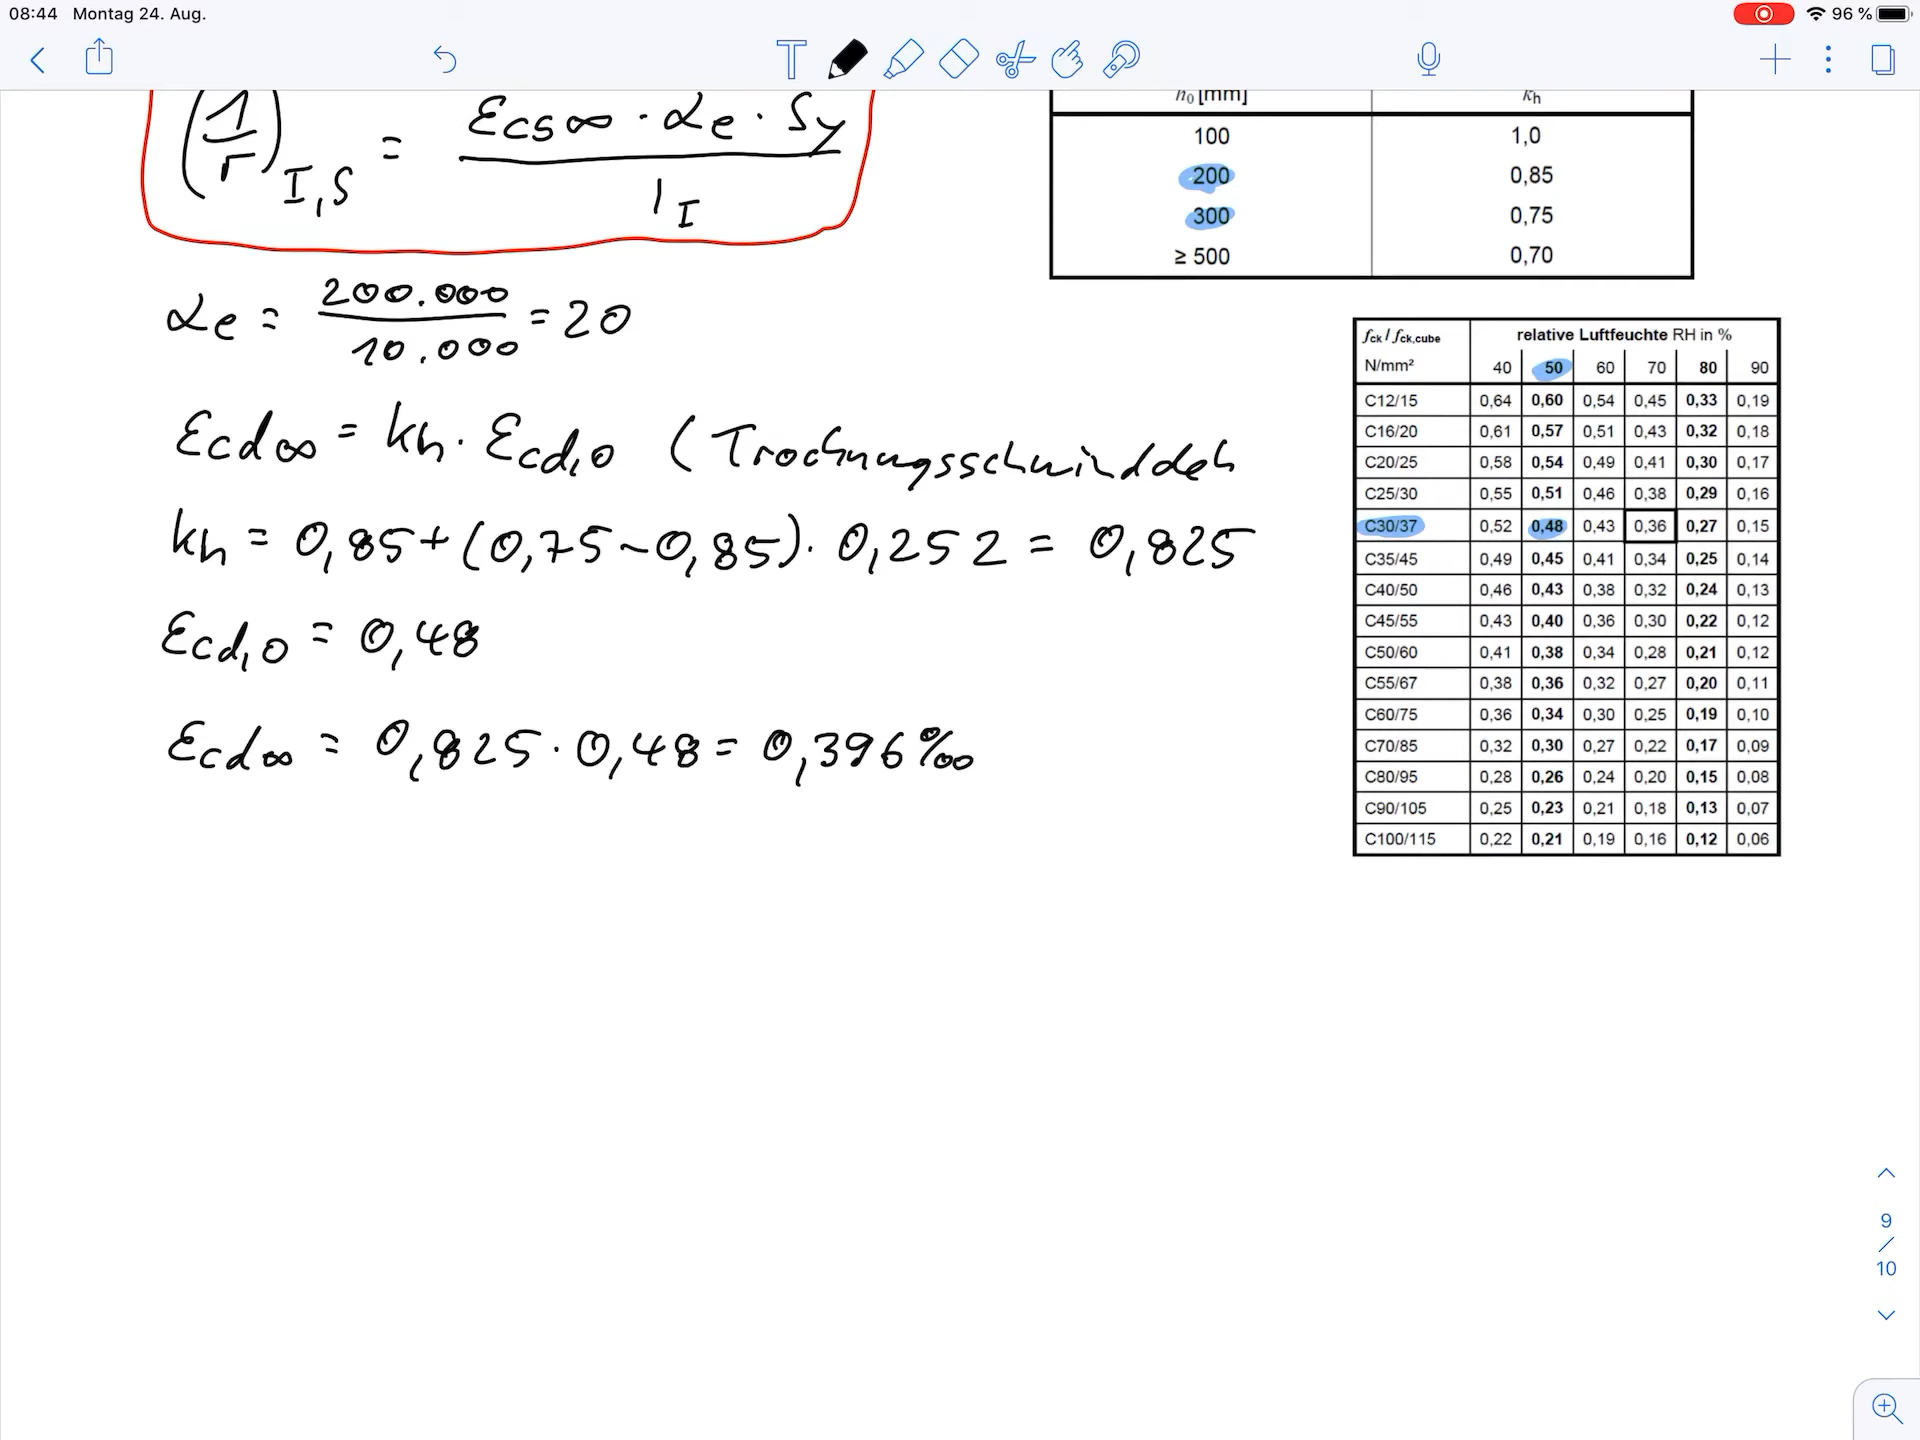 08:44 Montag 24. Aug.
96 %
T
(1/r)I,S = εcs∞ · αe · Sy / II
h0 [mm] kh
100 1,0
200 0,85
300 0,75
≥ 500 0,70
αe = 200.000 / 10.000 = 20
εcd∞ = kh · εcd,0 (Trocknungsschwinddeh
kh = 0,85 + (0,75 - 0,85) · 0,252 = 0,825
εcd,0 = 0,48
εcd∞ = 0,825 · 0,48 = 0,396 ‰
fck / fck,cube relative Luftfeuchte RH in %
N/mm² 40 50 60 70 80 90
C12/15 0,64 0,60 0,54 0,45 0,33 0,19
C16/20 0,61 0,57 0,51 0,43 0,32 0,18
C20/25 0,58 0,54 0,49 0,41 0,30 0,17
C25/30 0,55 0,51 0,46 0,38 0,29 0,16
C30/37 0,52 0,48 0,43 0,36 0,27 0,15
C35/45 0,49 0,45 0,41 0,34 0,25 0,14
C40/50 0,46 0,43 0,38 0,32 0,24 0,13
C45/55 0,43 0,40 0,36 0,30 0,22 0,12
C50/60 0,41 0,38 0,34 0,28 0,21 0,12
C55/67 0,38 0,36 0,32 0,27 0,20 0,11
C60/75 0,36 0,34 0,30 0,25 0,19 0,10
C70/85 0,32 0,30 0,27 0,22 0,17 0,09
C80/95 0,28 0,26 0,24 0,20 0,15 0,08
C90/105 0,25 0,23 0,21 0,18 0,13 0,07
C100/115 0,22 0,21 0,19 0,16 0,12 0,06
9
/
10